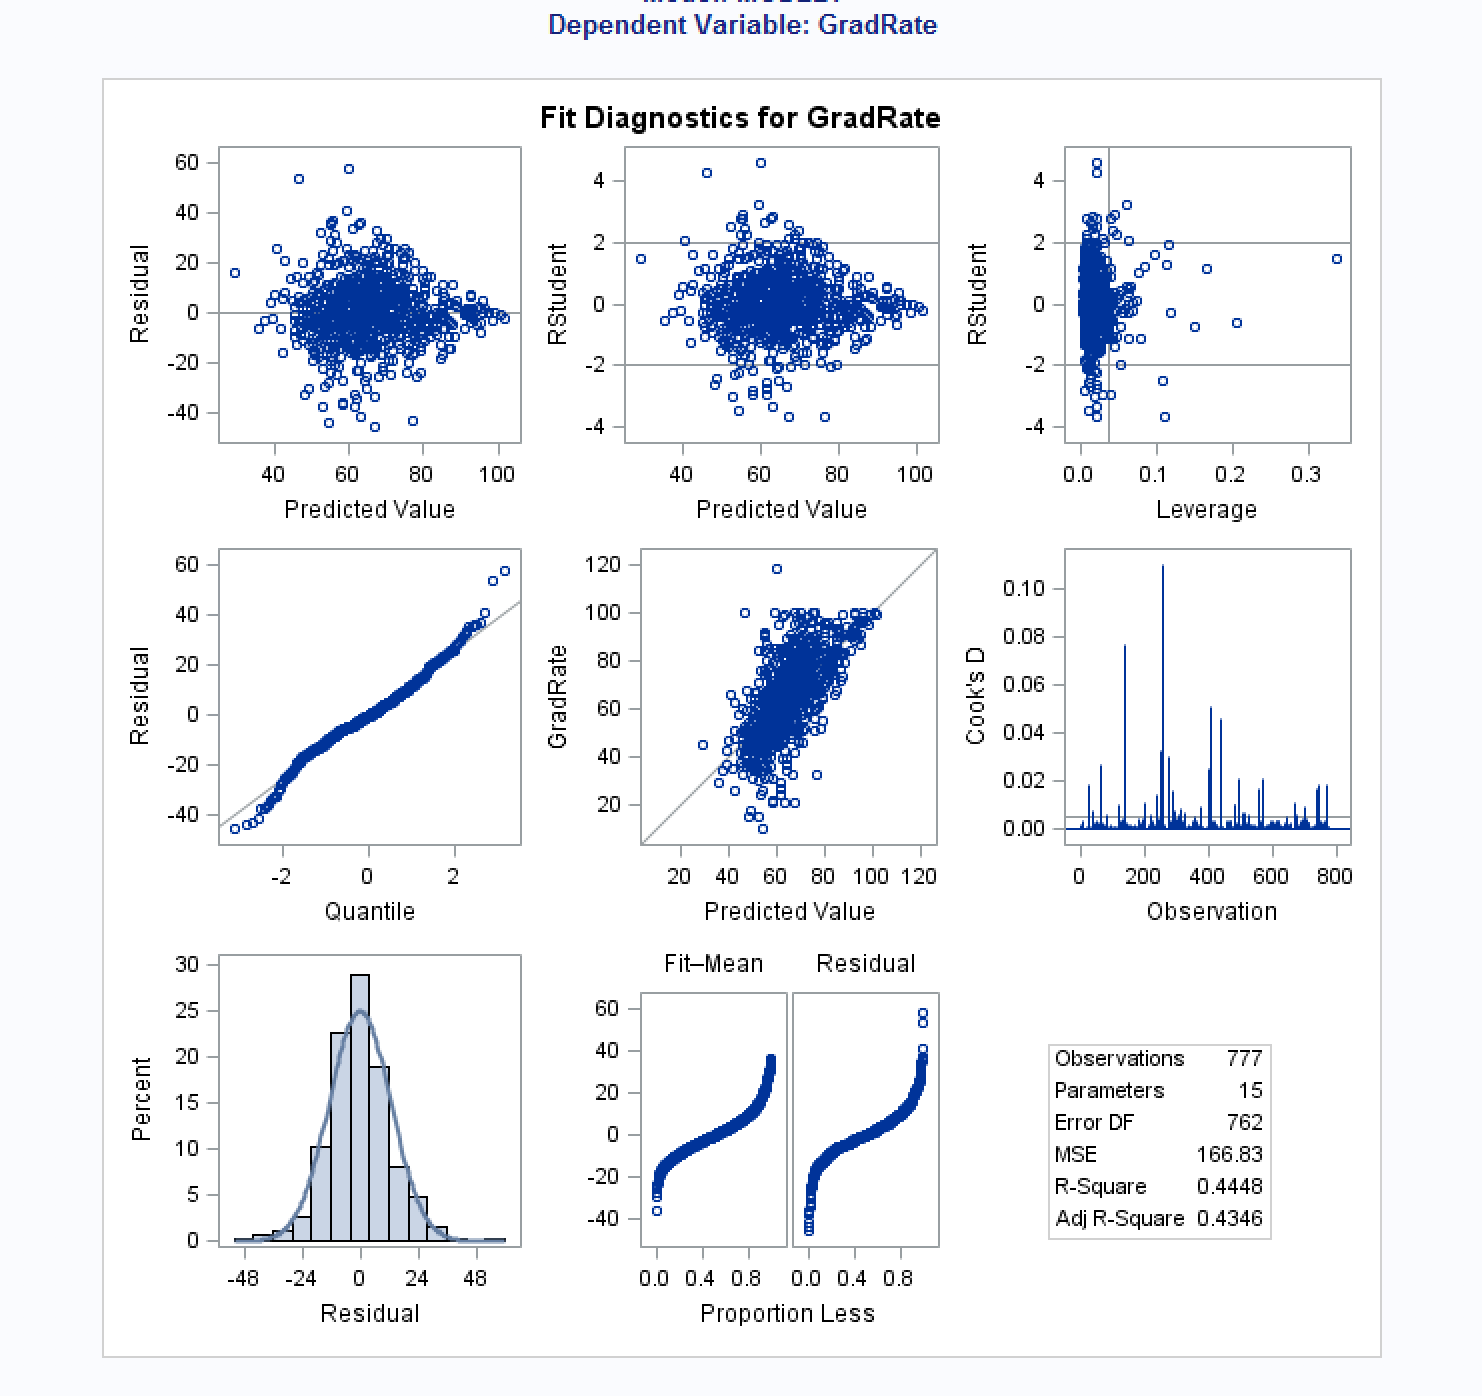 Dependent Variable: GradRate
Fit Diagnostics for GradRate
60
40
20
0
-20
-40
Residual
40 60 80 100
Predicted Value
4
2
0
-2
-4
RStudent
40 60 80 100
Predicted Value
4
2
0
-2
-4
RStudent
0.0 0.1 0.2 0.3
Leverage
60
40
20
0
-20
-40
Residual
-2 0 2
Quantile
120
100
80
60
40
20
GradRate
20 40 60 80 100 120
Predicted Value
0.10
0.08
0.06
0.04
0.02
0.00
Cook's D
0 200 400 600 800
Observation
30
25
20
15
10
5
0
Percent
-48 -24 0 24 48
Residual
Fit–Mean Residual
60
40
20
0
-20
-40
0.0 0.4 0.8 0.0 0.4 0.8
Proportion Less
Observations 777
Parameters 15
Error DF 762
MSE 166.83
R-Square 0.4448
Adj R-Square 0.4346